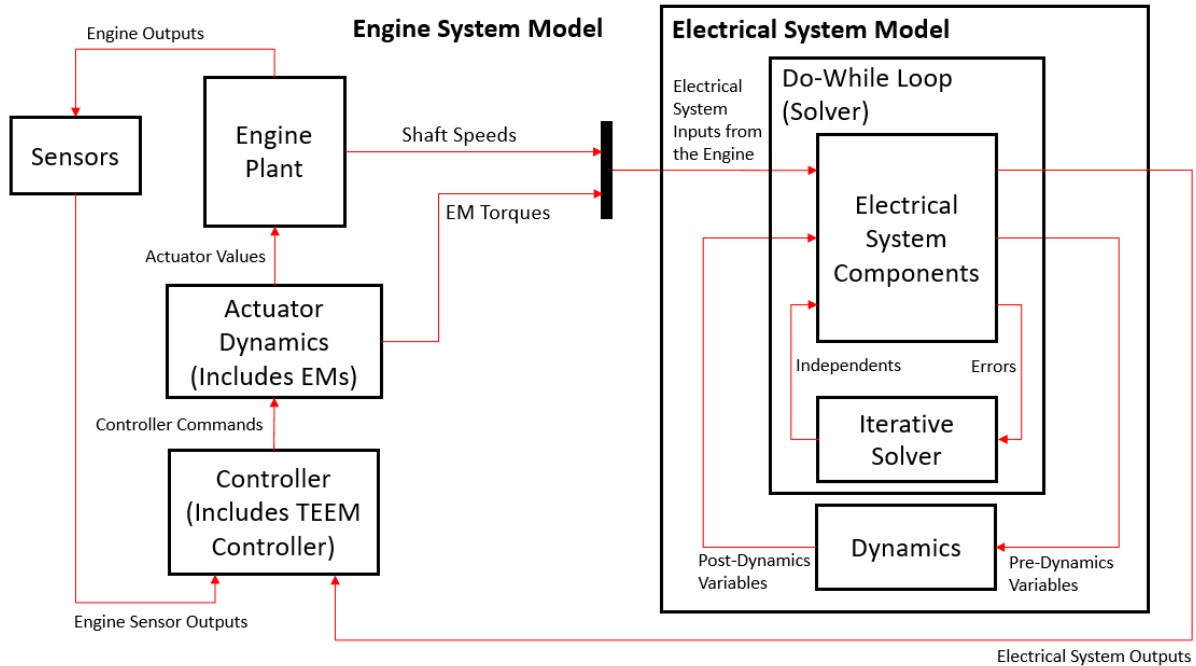 Engine Outputs
Engine System Model
Electrical System Model
Sensors
Engine
Plant
Shaft Speeds
EM Torques
Actuator Values
Actuator
Dynamics
(Includes EMs)
Controller Commands
Controller
(Includes TEEM
Controller)
Engine Sensor Outputs
Electrical
System
Inputs from
the Engine
Do-While Loop
(Solver)
Electrical
System
Components
Independents
Errors
Iterative
Solver
Dynamics
Post-Dynamics
Variables
Pre-Dynamics
Variables
Electrical System Outputs